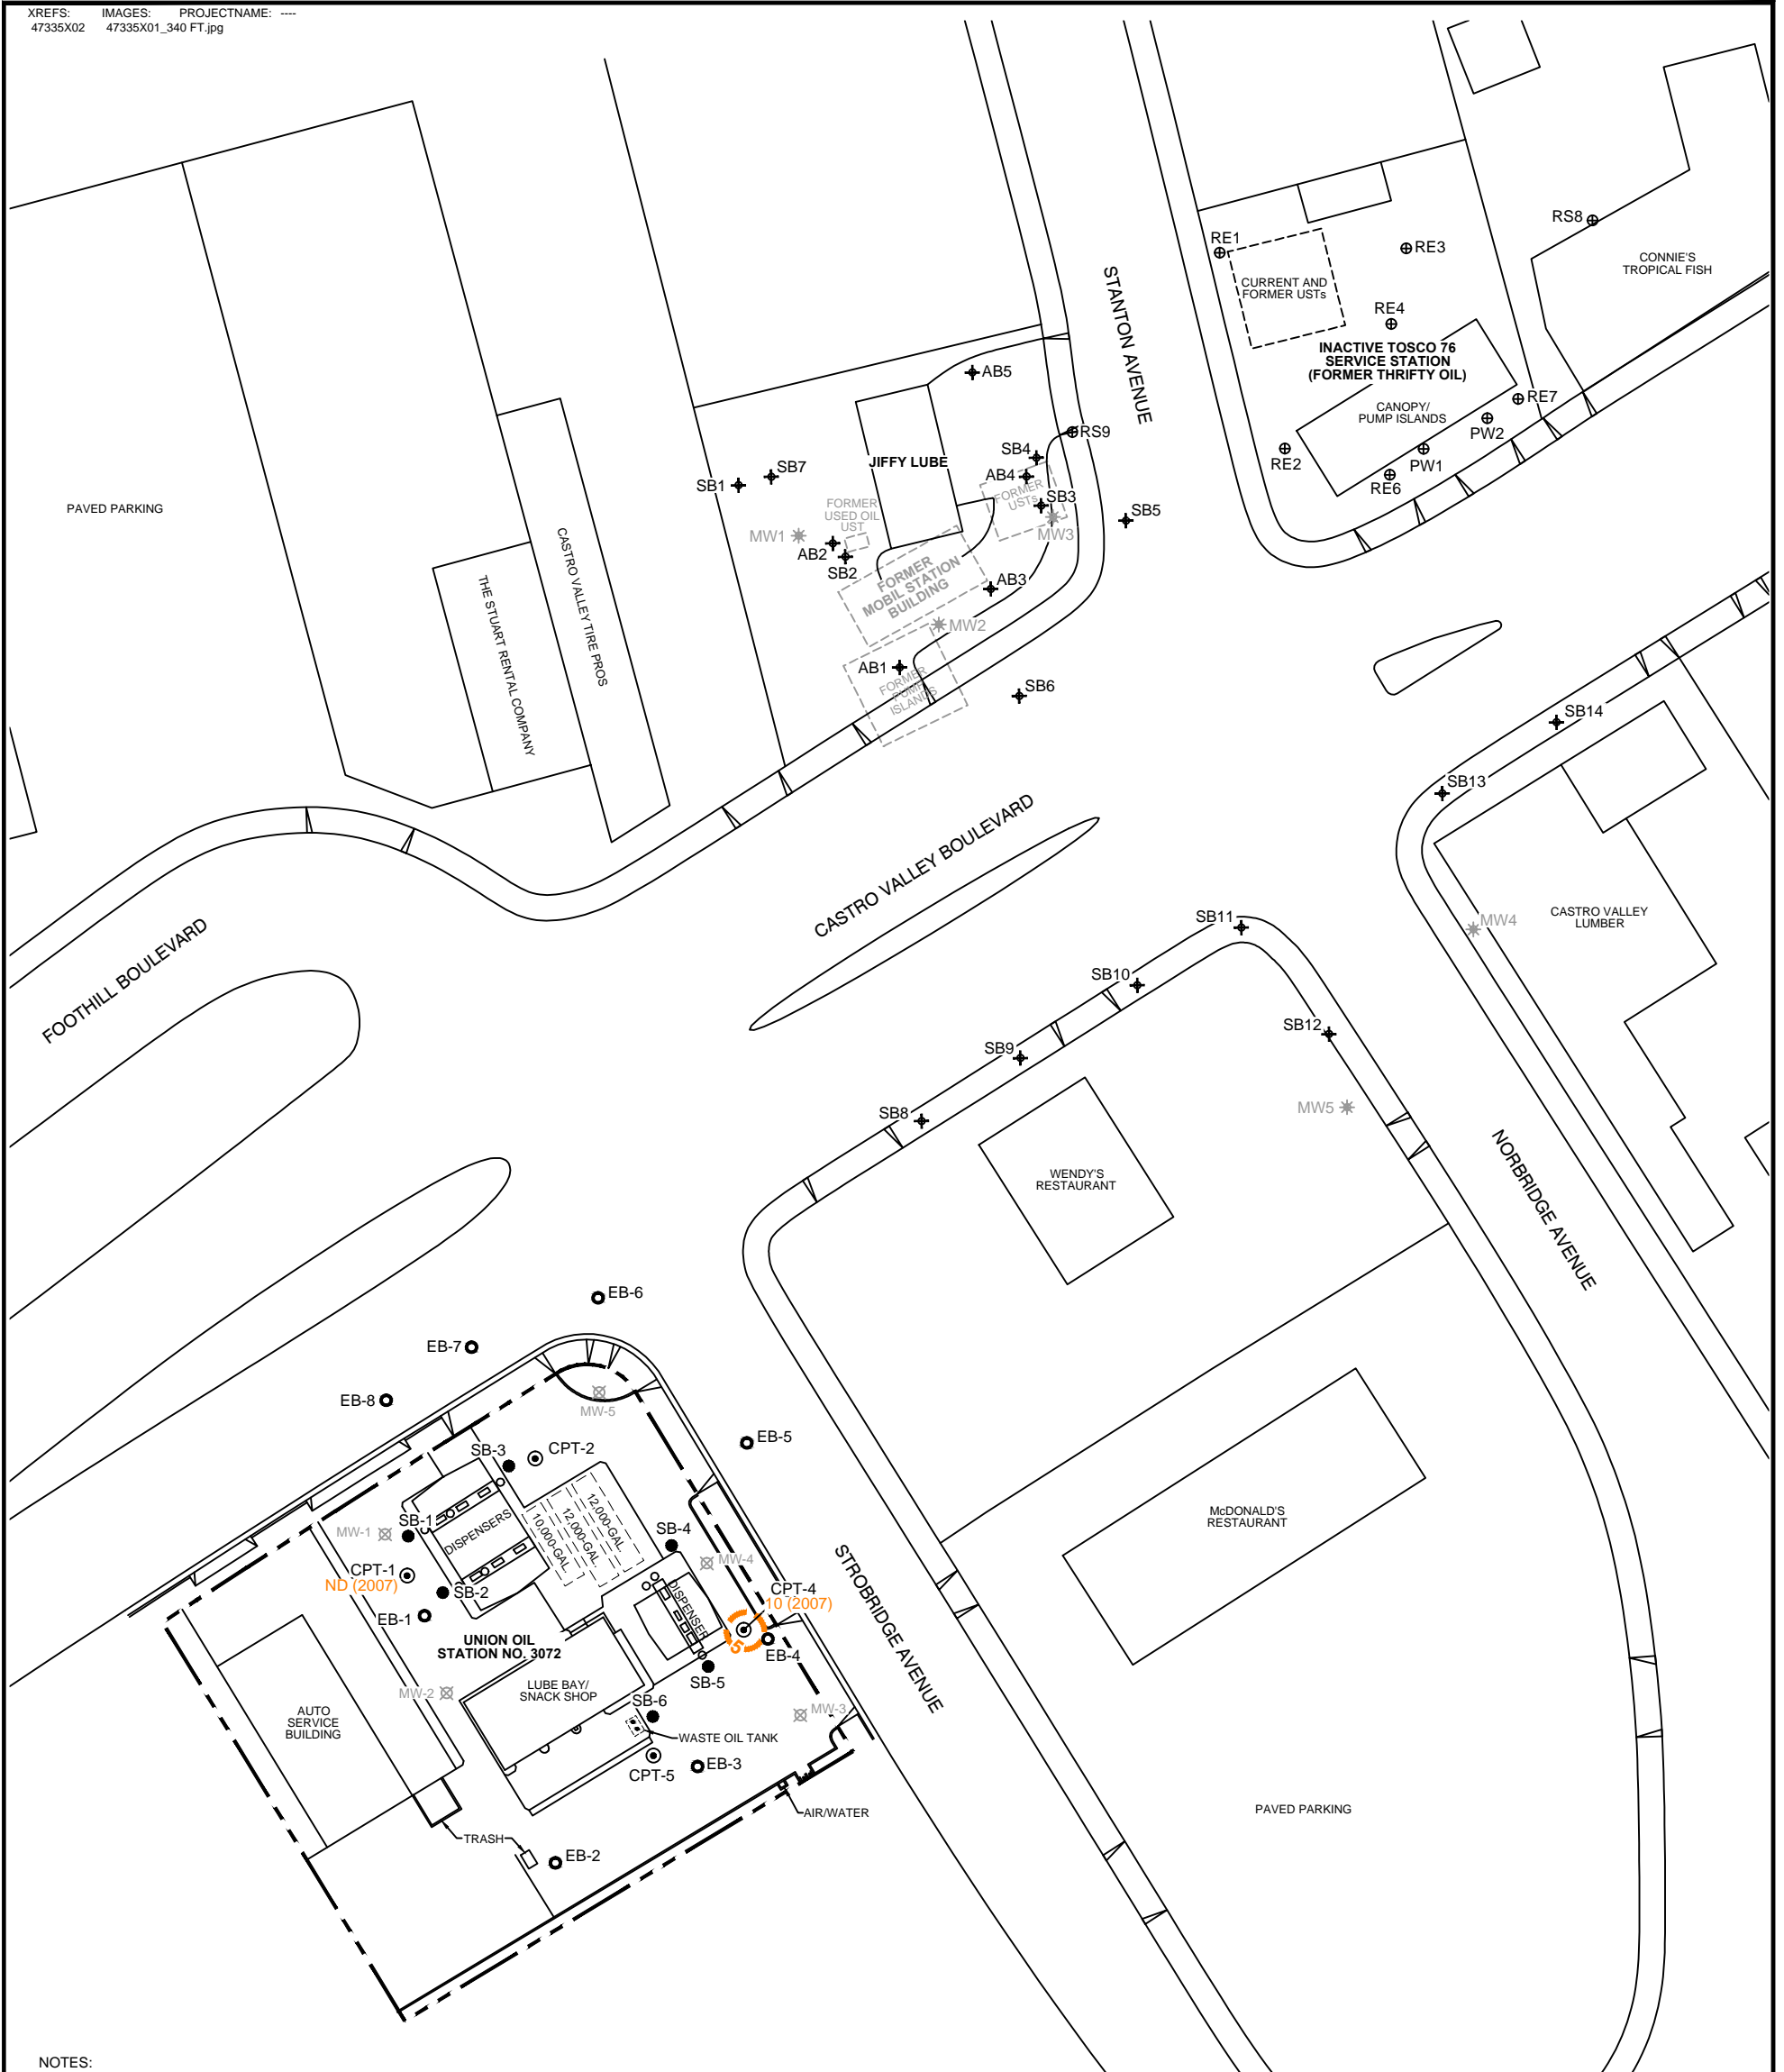 XREFS: IMAGES: PROJECTNAME: ----
47335X02 47335X01_340 FT.jpg
RS8
RE1
RE3
CONNIE'S
TROPICAL FISH
CURRENT AND
FORMER USTs
STANTON AVENUE
RE4
INACTIVE TOSCO 76
SERVICE STATION
(FORMER THRIFTY OIL)
AB5
RE7
CANOPY/
PUMP ISLANDS
PW2
RS9
SB4
JIFFY LUBE
RE2
PW1
SB7
AB4
SB1
RE6
FORMER
USTs
SB3
PAVED PARKING
FORMER
USED OIL
UST
SB5
MW1
MW3
AB2
SB2
CASTRO VALLEY TIRE PROS
THE STUART RENTAL COMPANY
FORMER
MOBIL STATION
BUILDING
AB3
MW2
AB1
FORMER
PUMP
ISLANDS
SB6
SB14
SB13
CASTRO VALLEY BOULEVARD
FOOTHILL BOULEVARD
SB11
MW4
CASTRO VALLEY
LUMBER
SB10
SB12
SB9
SB8
MW5
WENDY'S
RESTAURANT
NORBRIDGE AVENUE
EB-6
EB-7
EB-8
MW-5
EB-5
SB-3
CPT-2
McDONALD'S
RESTAURANT
SB-1
MW-1
DISPENSERS
10,000-GAL
12,000-GAL
12,000-GAL
SB-4
MW-4
CPT-1
ND (2007)
SB-2
DISPENSER
CPT-4
10 (2007)
STROBRIDGE AVENUE
EB-1
5
EB-4
UNION OIL
STATION NO. 3072
SB-5
LUBE BAY/
SNACK SHOP
MW-2
SB-6
MW-3
AUTO
SERVICE
BUILDING
WASTE OIL TANK
CPT-5
EB-3
AIR/WATER
PAVED PARKING
TRASH
EB-2
NOTES: